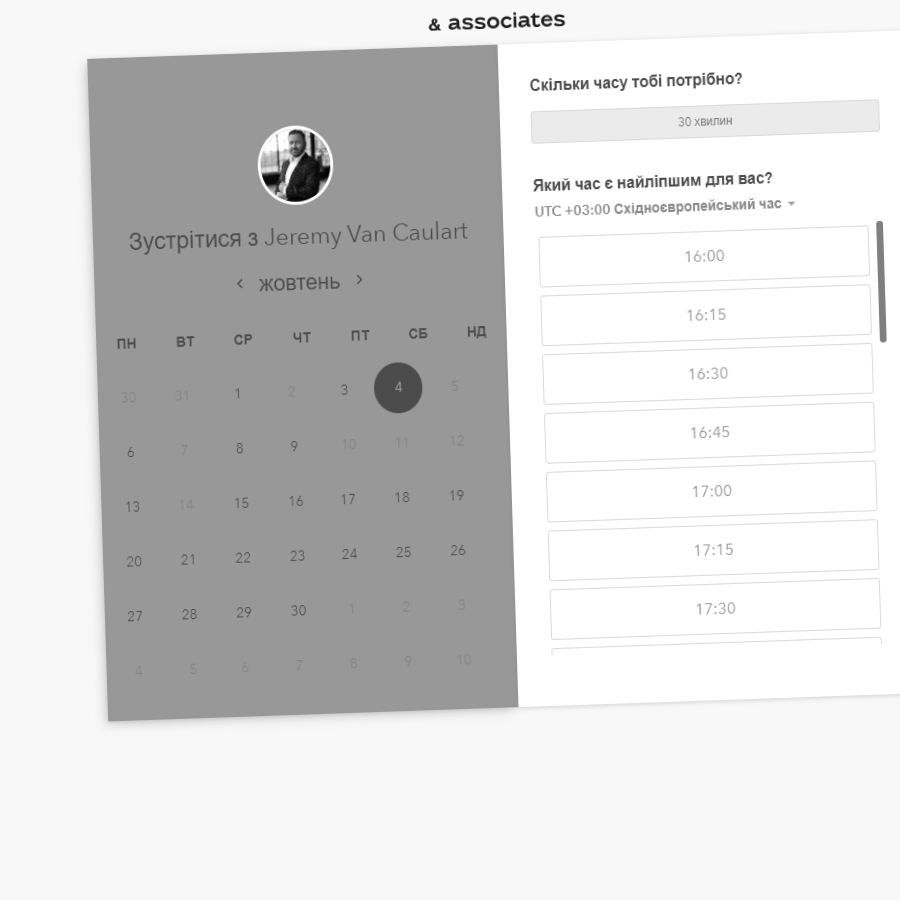 & associates
Зустрітися з Jeremy Van Caulart
‹ жовтень ›
ПН ВТ СР ЧТ ПТ СБ НД
30 31 1 2 3 4 5
6 7 8 9 10 11 12
13 14 15 16 17 18 19
20 21 22 23 24 25 26
27 28 29 30 1 2 3
4 5 6 7 8 9 10
Скільки часу тобі потрібно?
30 хвилин
Який час є найліпшим для вас?
UTC +03:00 Східноєвропейський час
16:00
16:15
16:30
16:45
17:00
17:15
17:30